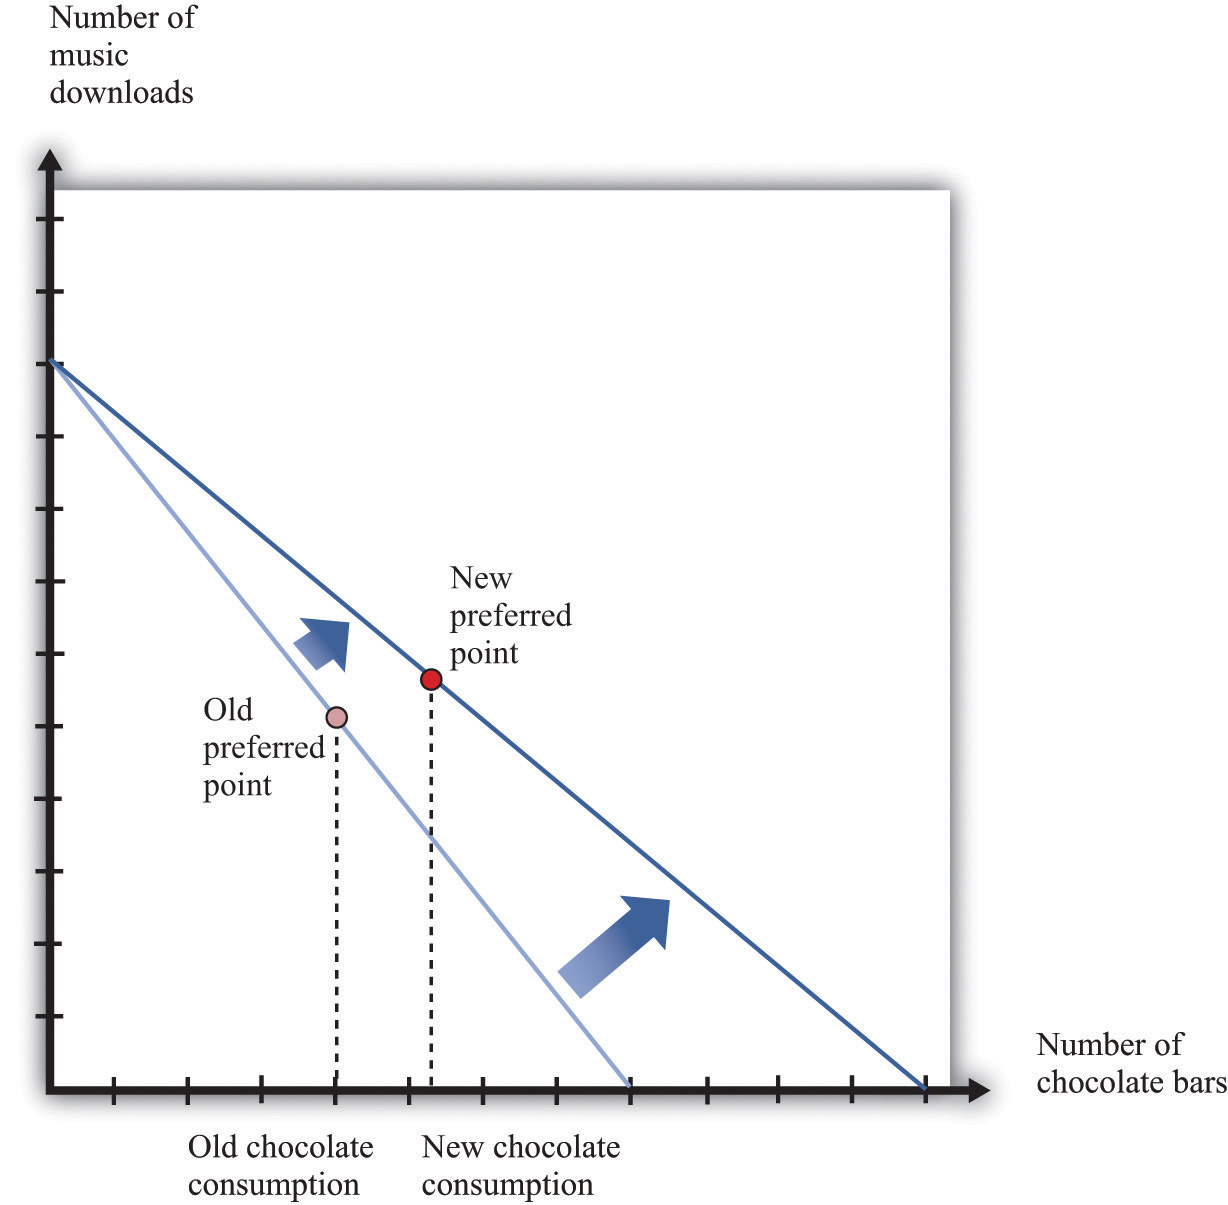 Number of
music
downloads
New
preferred
point
Old
preferred
point
Number of
chocolate bars
Old chocolate
consumption
New chocolate
consumption